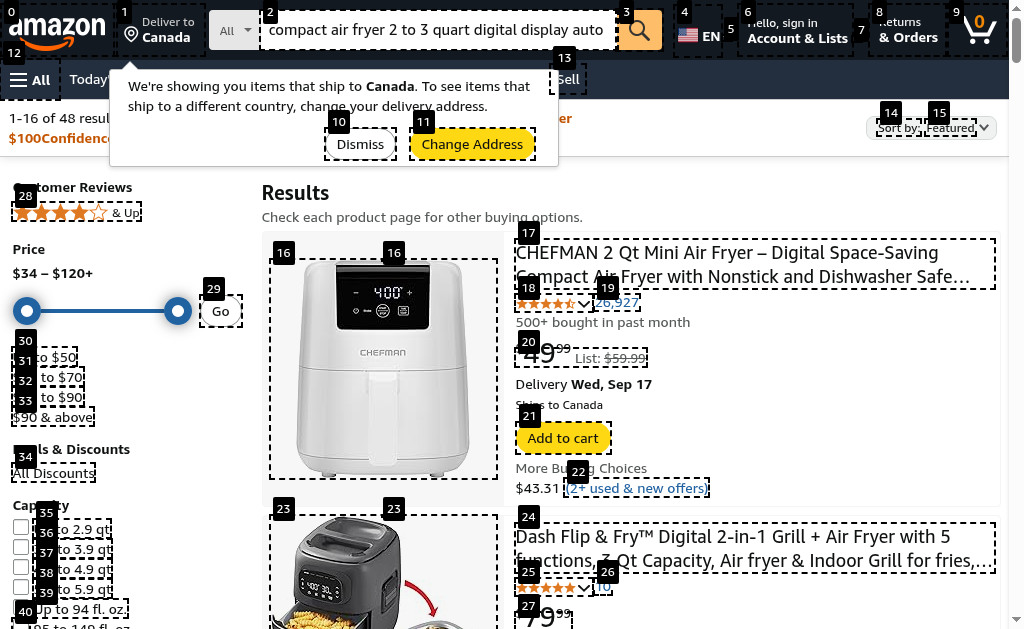 amazon
Deliver to
Canada
All
compact air fryer 2 to 3 quart digital display auto
EN
Hello, sign in
Account & Lists
Returns
& Orders
0
All
Today'
Sell
We're showing you items that ship to Canada. To see items that
ship to a different country, change your delivery address.
Dismiss
Change Address
1-16 of 48
$100Confidence
Sort by: Featured
Customer Reviews
& Up
Price
$34 – $120+
Go
to $50
to $70
to $90
$90 & above
Deals & Discounts
All Discounts
Capacity
to 2.9 qt
to 3.9 qt
to 4.9 qt
to 5.9 qt
Up to 94 fl. oz.
95 to 149 fl. oz.
Results
Check each product page for other buying options.
400°
CHEFMAN
CHEFMAN 2 Qt Mini Air Fryer – Digital Space-Saving
Compact Air Fryer with Nonstick and Dishwasher Safe…
26,927
500+ bought in past month
49 99
List: $59.99
Delivery Wed, Sep 17
Ships to Canada
Add to cart
More Buying Choices
$43.31 (2+ used & new offers)
Dash Flip & Fry™ Digital 2-in-1 Grill + Air Fryer with 5
functions, 3 Qt Capacity, Air fryer & Indoor Grill for fries,…
10
79 99
0
1
2
3
4
5
6
7
8
9
10
11
12
13
14
15
16
16
17
18
19
20
21
22
23
23
24
25
26
27
28
29
30
31
32
33
34
35
36
37
38
39
40